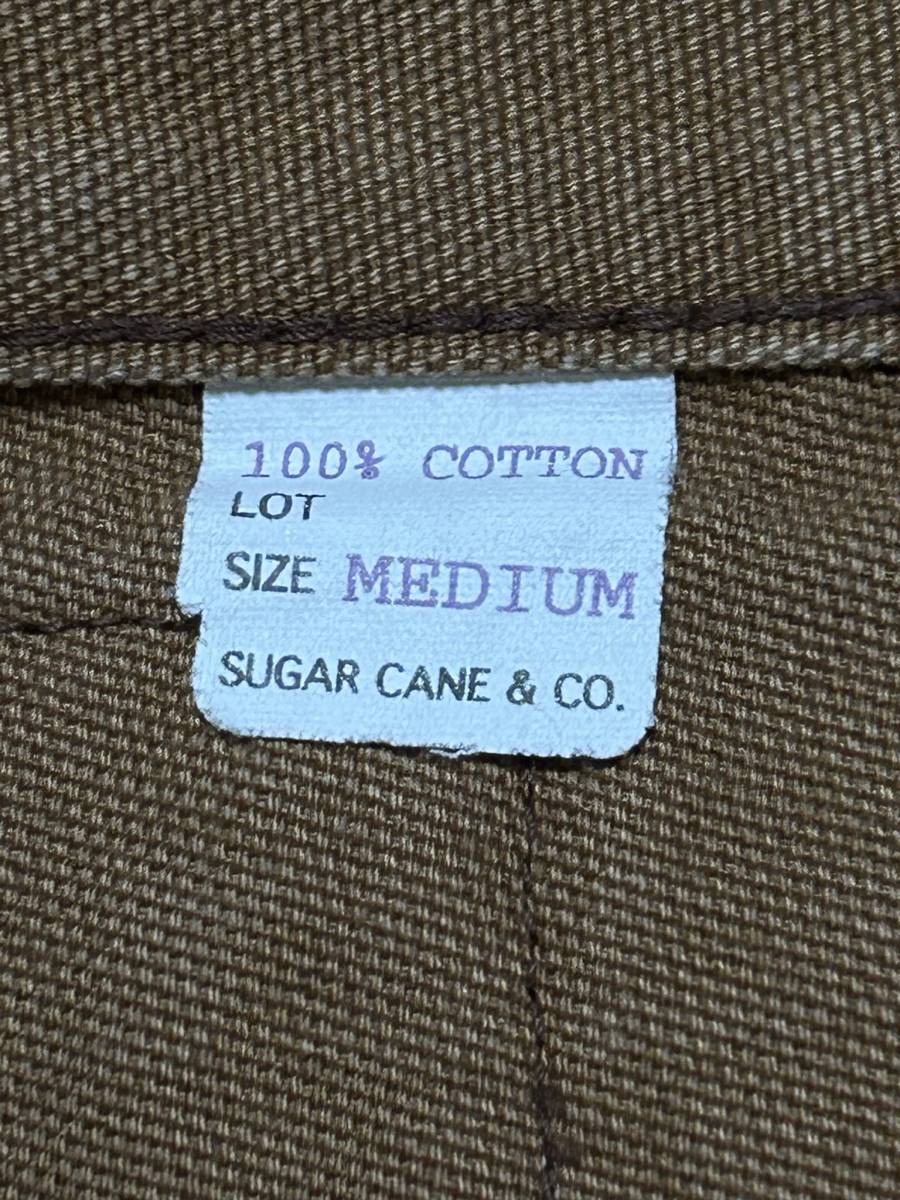 100% COTTON
LOT
SIZE MEDIUM
SUGAR CANE & CO.